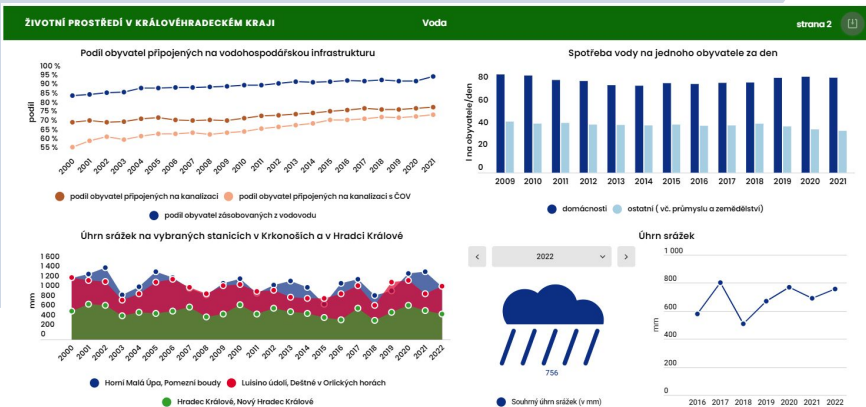 ŽIVOTNÍ PROSTŘEDÍ V KRÁLOVÉHRADECKÉM KRAJI
Voda
strana 2
Podíl obyvatel připojených na vodohospodářskou infrastrukturu
100 %
95 %
90 %
85 %
80 %
75 %
70 %
65 %
60 %
55 %
podíl
2000 2001 2002 2003 2004 2005 2006 2007 2008 2009 2010 2011 2012 2013 2014 2015 2016 2017 2018 2019 2020 2021
podíl obyvatel připojených na kanalizaci
podíl obyvatel připojených na kanalizaci s ČOV
podíl obyvatel zásobovaných z vodovodu
Spotřeba vody na jednoho obyvatele za den
80
60
40
20
0
l na obyvatele/den
2009 2010 2011 2012 2013 2014 2015 2016 2017 2018 2019 2020 2021
domácnosti
ostatní ( vč. průmyslu a zemědělství)
Úhrn srážek na vybraných stanicích v Krkonoších a v Hradci Králové
1 600
1 400
1 200
1 000
800
600
400
200
0
mm
2000 2001 2002 2003 2004 2005 2006 2007 2008 2009 2010 2011 2012 2013 2014 2015 2016 2017 2018 2019 2020 2021 2022
Horní Malá Úpa, Pomezní boudy
Luisino údolí, Deštné v Orlických horách
Hradec Králové, Nový Hradec Králové
2022
756
Souhrný úhrn srážek (v mm)
Úhrn srážek
1 000
800
600
400
200
0
mm
2016 2017 2018 2019 2020 2021 2022